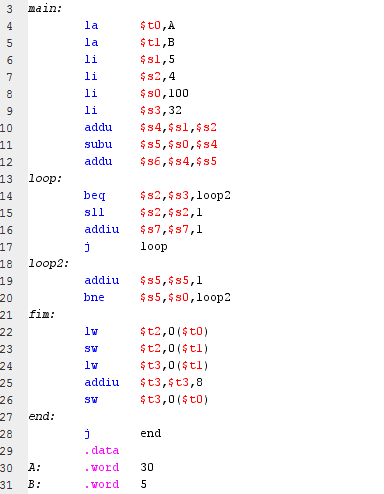 3 main:
4 la $t0,A
5 la $t1,B
6 li $s1,5
7 li $s2,4
8 li $s0,100
9 li $s3,32
10 addu $s4,$s1,$s2
11 subu $s5,$s0,$s4
12 addu $s6,$s4,$s5
13 loop:
14 beq $s2,$s3,loop2
15 sll $s2,$s2,1
16 addiu $s7,$s7,1
17 j loop
18 loop2:
19 addiu $s5,$s5,1
20 bne $s5,$s0,loop2
21 fim:
22 lw $t2,0($t0)
23 sw $t2,0($t1)
24 lw $t3,0($t1)
25 addiu $t3,$t3,8
26 sw $t3,0($t0)
27 end:
28 j end
29 .data
30 A: .word 30
31 B: .word 5